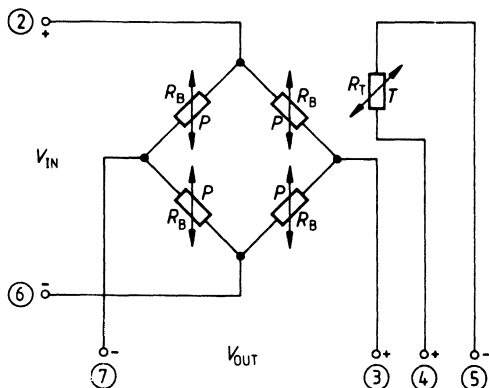 2 +
R_B P
R_B P
R_T T
V_IN
P R_B
P R_B
6 -
- 7
V_OUT
+ 3
+ 4
- 5